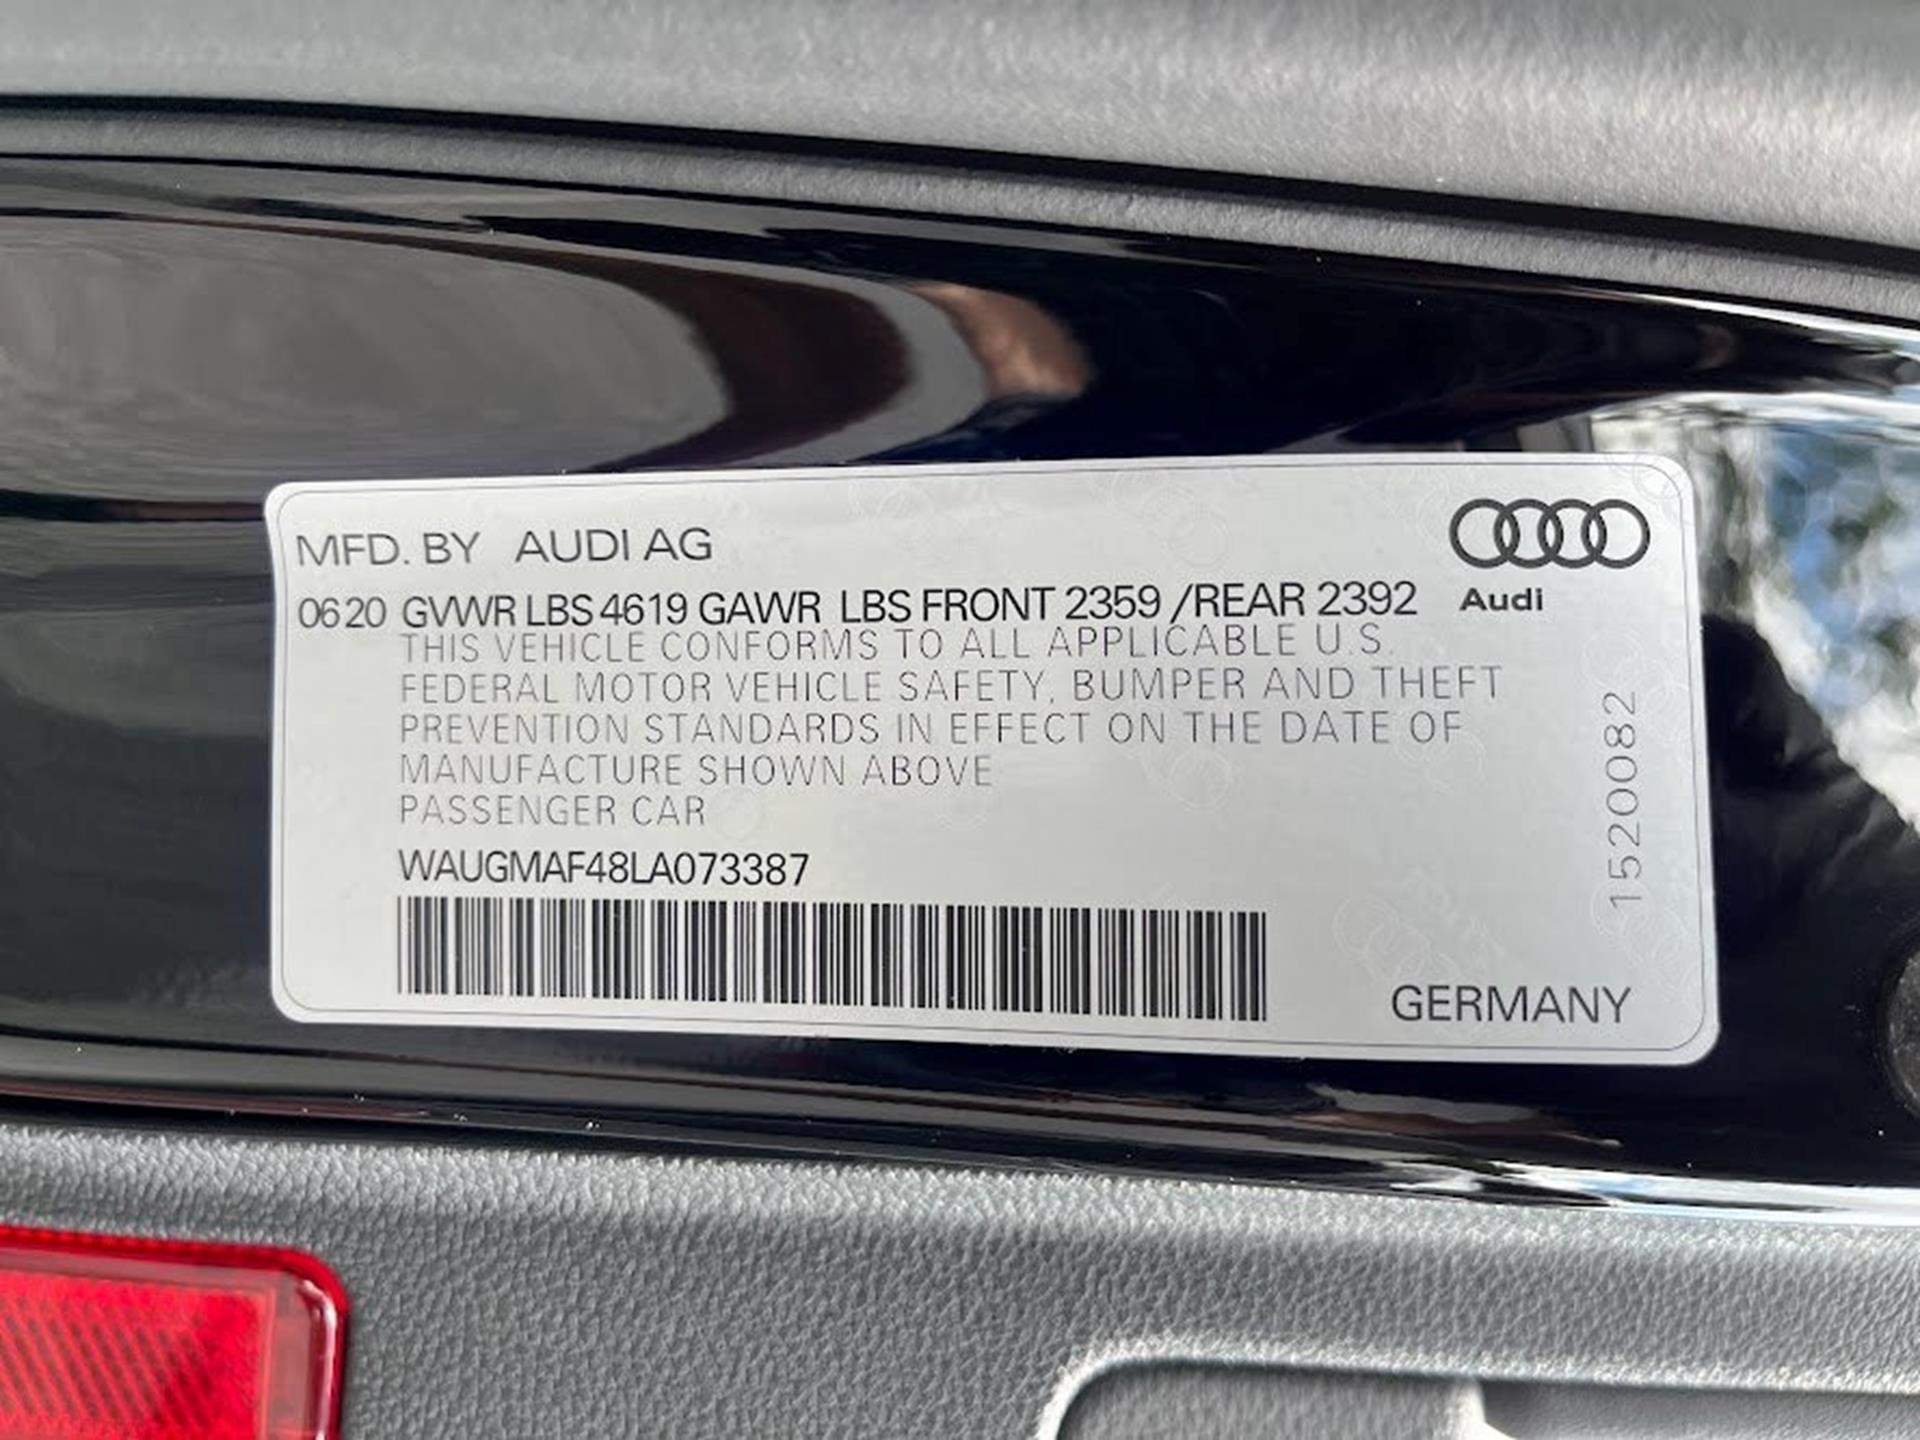 MFD. BY AUDI AG
0620 GVWR LBS 4619 GAWR LBS FRONT 2359 /REAR 2392
Audi
THIS VEHICLE CONFORMS TO ALL APPLICABLE U.S.
FEDERAL MOTOR VEHICLE SAFETY, BUMPER AND THEFT
PREVENTION STANDARDS IN EFFECT ON THE DATE OF
MANUFACTURE SHOWN ABOVE
PASSENGER CAR
WAUGMAF48LA073387
1520082
GERMANY